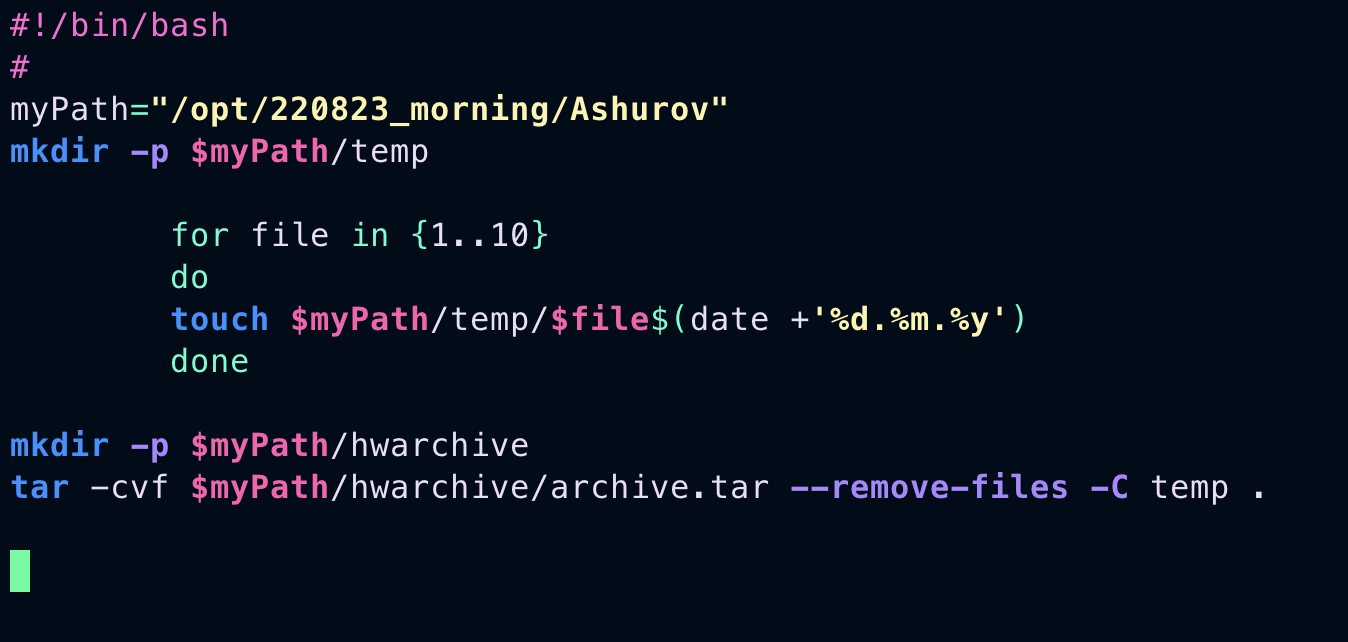 #!/bin/bash
#
myPath="/opt/220823_morning/Ashurov"
mkdir -p $myPath/temp
for file in {1..10}
do
touch $myPath/temp/$file$(date +'%d.%m.%y')
done
mkdir -p $myPath/hwarchive
tar -cvf $myPath/hwarchive/archive.tar --remove-files -C temp .